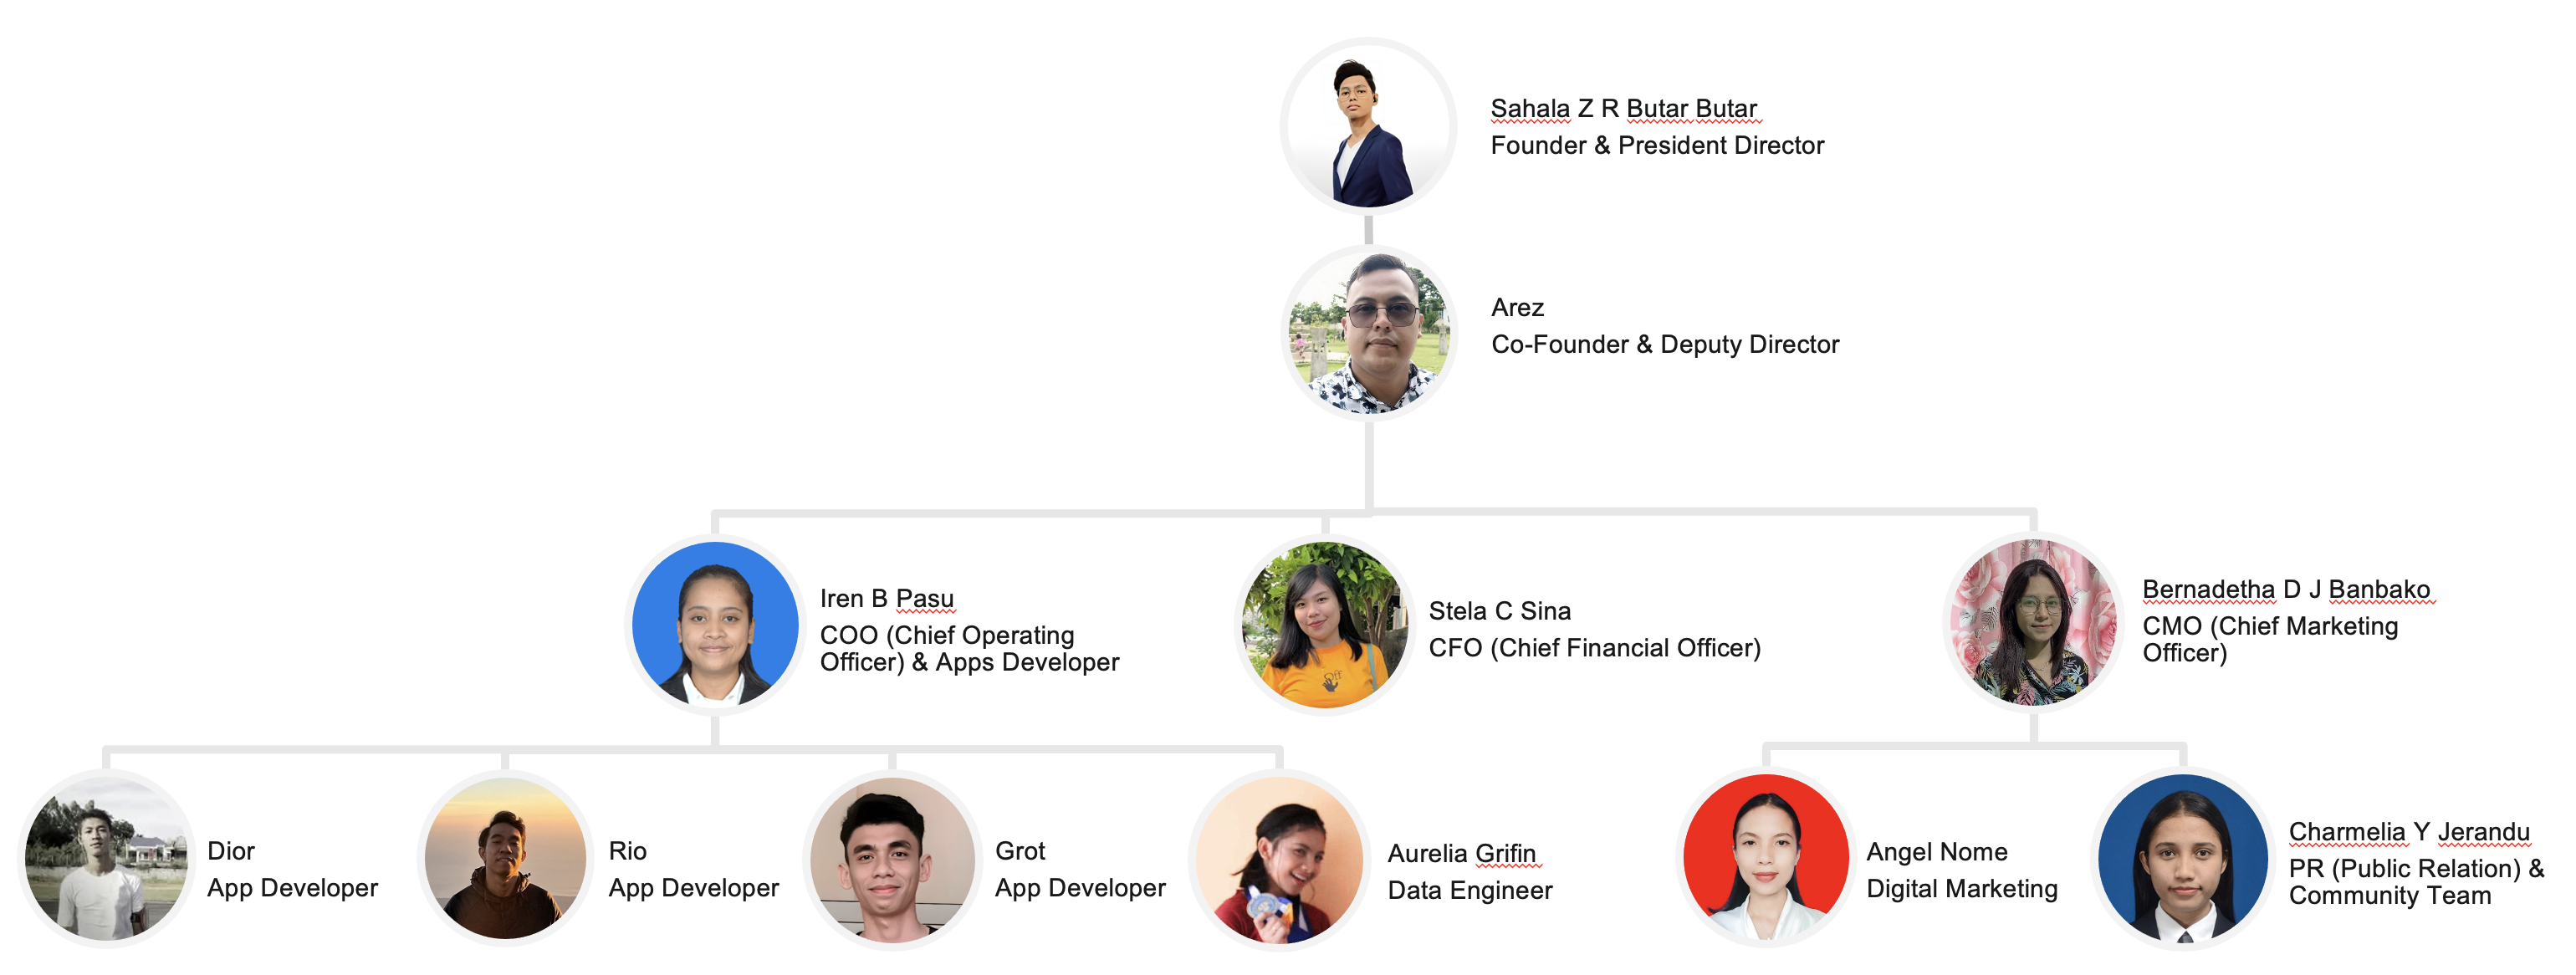 Sahala Z R Butar Butar
Founder & President Director
Arez
Co-Founder & Deputy Director
Iren B Pasu
COO (Chief Operating
Officer) & Apps Developer
Stela C Sina
CFO (Chief Financial Officer)
Bernadetha D J Banbako
CMO (Chief Marketing
Officer)
Off
Dior
App Developer
Rio
App Developer
Grot
App Developer
Aurelia Grifin
Data Engineer
Angel Nome
Digital Marketing
Charmelia Y Jerandu
PR (Public Relation) &
Community Team